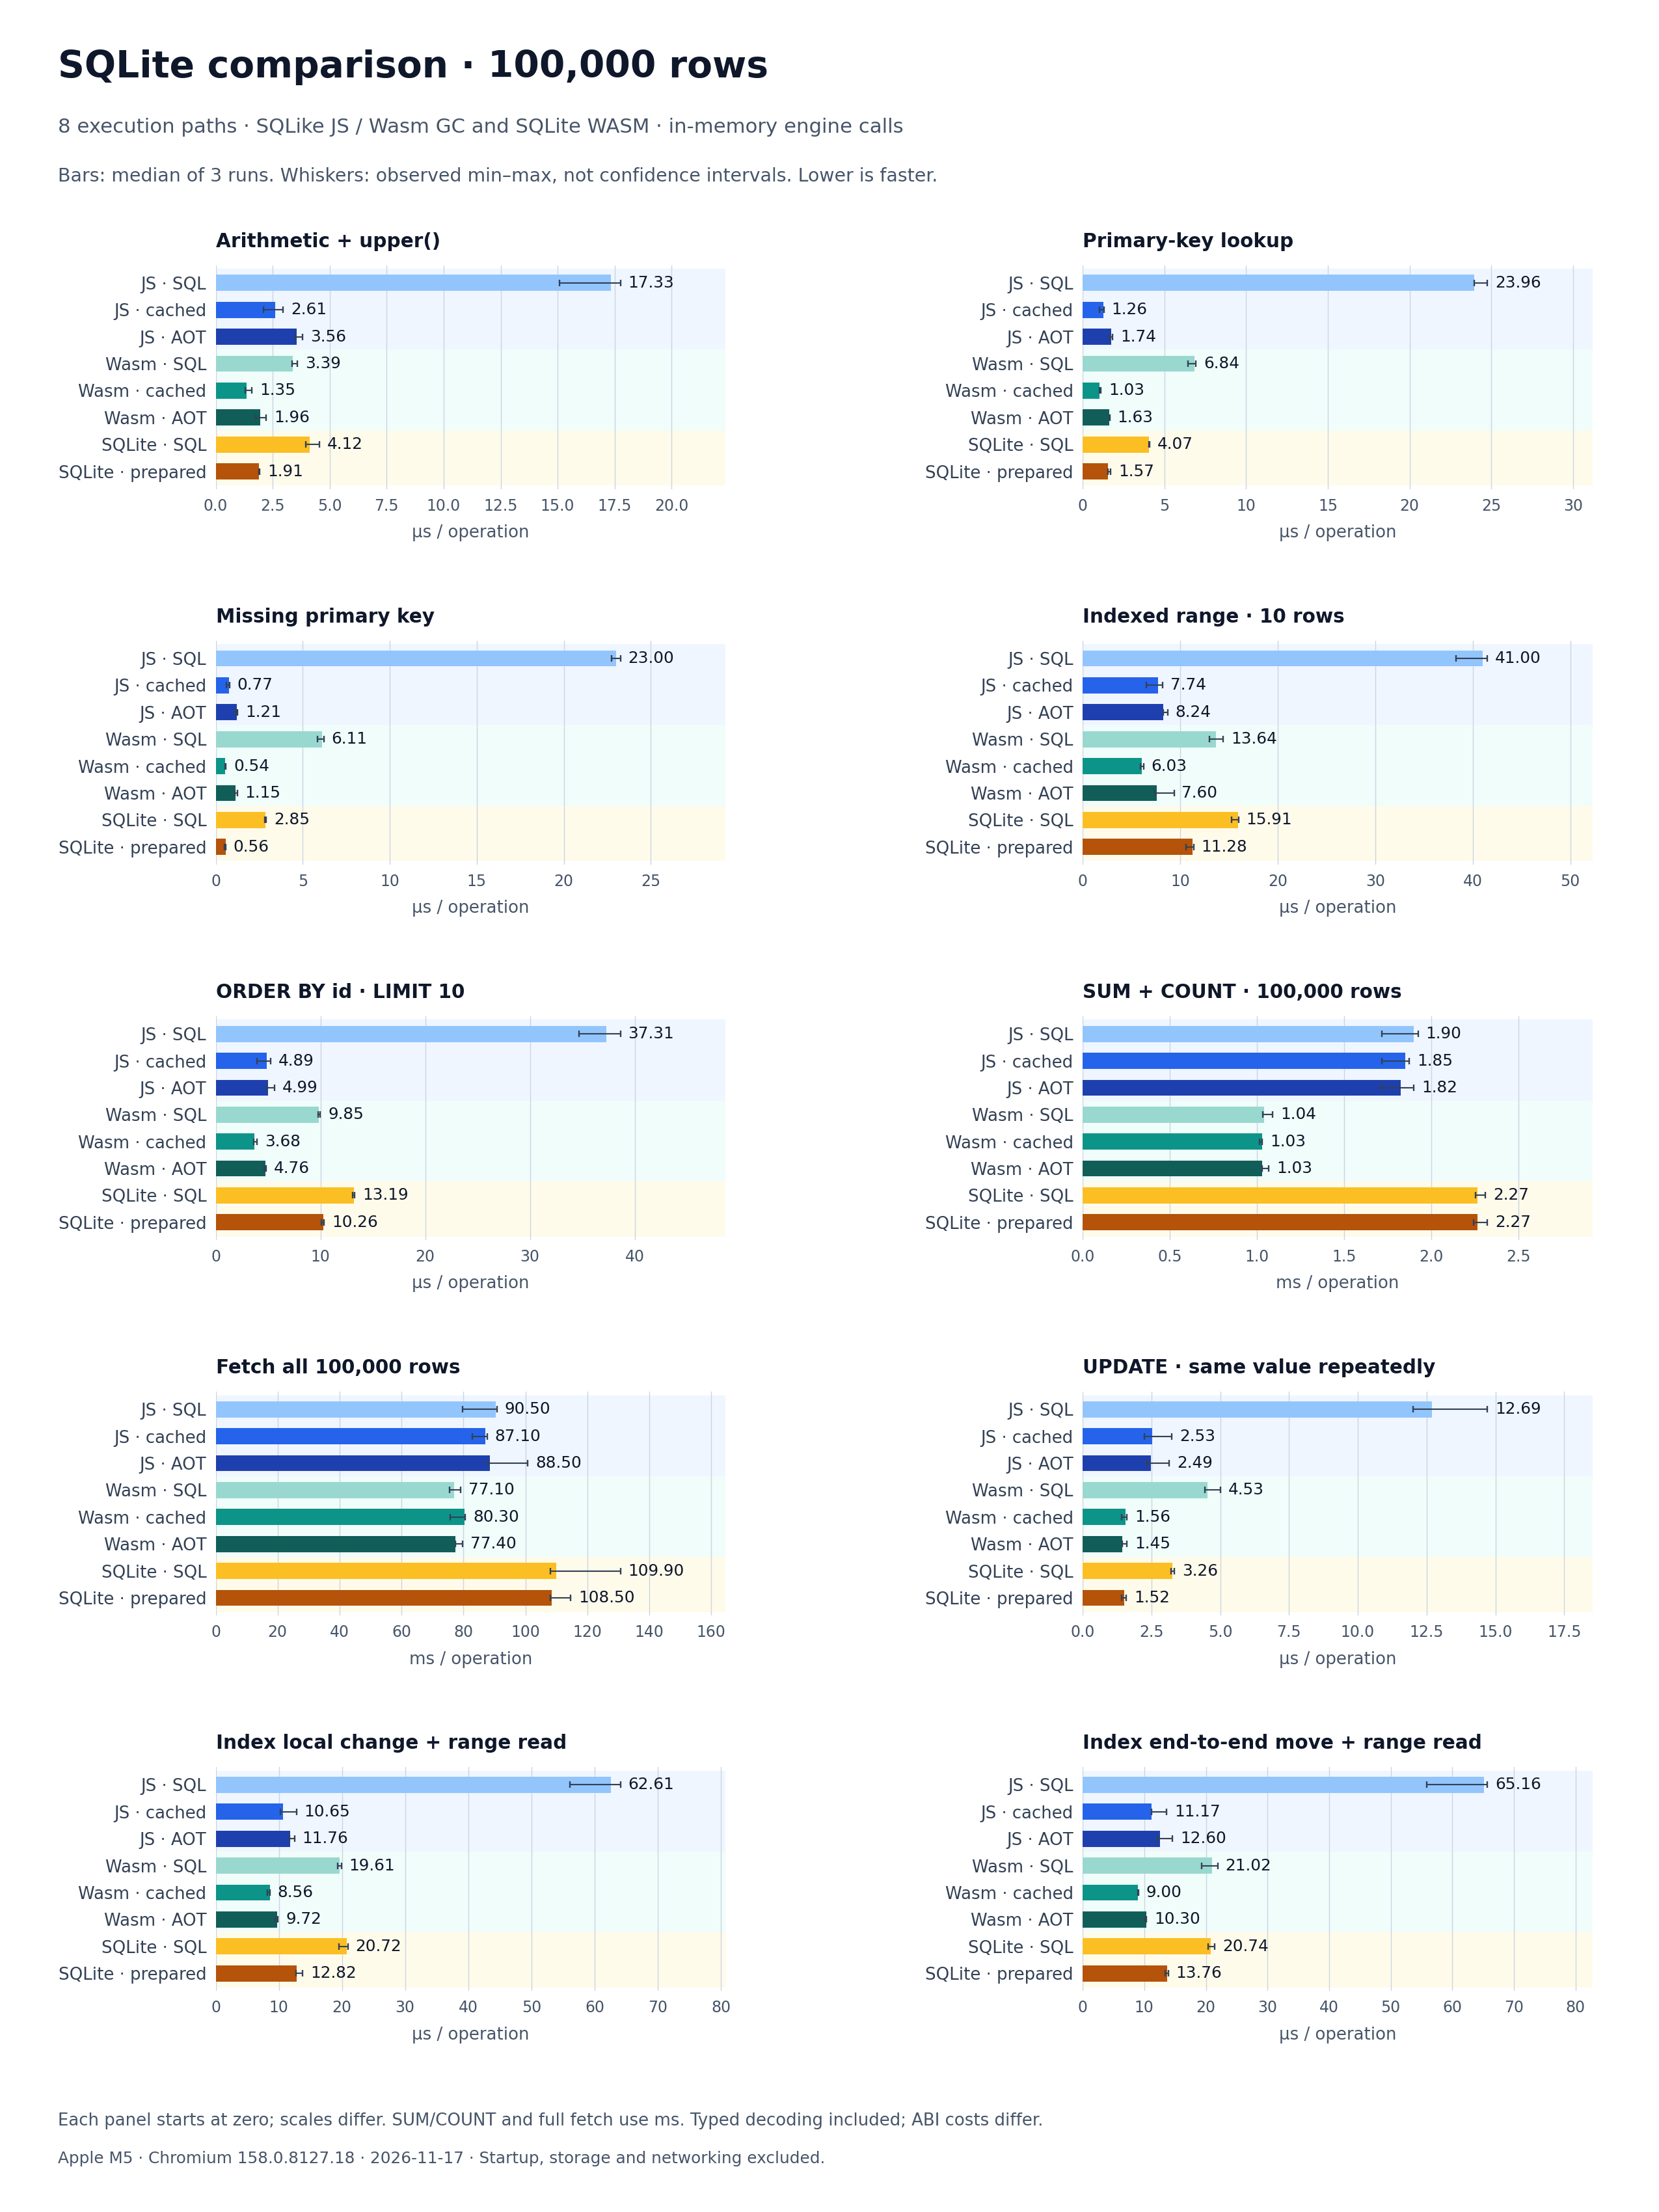 SQLite comparison · 100,000 rows
8 execution paths · SQLike JS / Wasm GC and SQLite WASM · in-memory engine calls
Bars: median of 3 runs. Whiskers: observed min–max, not confidence intervals. Lower is faster.
Arithmetic + upper()
JS · SQL 17.33
JS · cached 2.61
JS · AOT 3.56
Wasm · SQL 3.39
Wasm · cached 1.35
Wasm · AOT 1.96
SQLite · SQL 4.12
SQLite · prepared 1.91
0.0 2.5 5.0 7.5 10.0 12.5 15.0 17.5 20.0
µs / operation
Primary-key lookup
JS · SQL 23.96
JS · cached 1.26
JS · AOT 1.74
Wasm · SQL 6.84
Wasm · cached 1.03
Wasm · AOT 1.63
SQLite · SQL 4.07
SQLite · prepared 1.57
0 5 10 15 20 25 30
µs / operation
Missing primary key
JS · SQL 23.00
JS · cached 0.77
JS · AOT 1.21
Wasm · SQL 6.11
Wasm · cached 0.54
Wasm · AOT 1.15
SQLite · SQL 2.85
SQLite · prepared 0.56
0 5 10 15 20 25
µs / operation
Indexed range · 10 rows
JS · SQL 41.00
JS · cached 7.74
JS · AOT 8.24
Wasm · SQL 13.64
Wasm · cached 6.03
Wasm · AOT 7.60
SQLite · SQL 15.91
SQLite · prepared 11.28
0 10 20 30 40 50
µs / operation
ORDER BY id · LIMIT 10
JS · SQL 37.31
JS · cached 4.89
JS · AOT 4.99
Wasm · SQL 9.85
Wasm · cached 3.68
Wasm · AOT 4.76
SQLite · SQL 13.19
SQLite · prepared 10.26
0 10 20 30 40
µs / operation
SUM + COUNT · 100,000 rows
JS · SQL 1.90
JS · cached 1.85
JS · AOT 1.82
Wasm · SQL 1.04
Wasm · cached 1.03
Wasm · AOT 1.03
SQLite · SQL 2.27
SQLite · prepared 2.27
0.0 0.5 1.0 1.5 2.0 2.5
ms / operation
Fetch all 100,000 rows
JS · SQL 90.50
JS · cached 87.10
JS · AOT 88.50
Wasm · SQL 77.10
Wasm · cached 80.30
Wasm · AOT 77.40
SQLite · SQL 109.90
SQLite · prepared 108.50
0 20 40 60 80 100 120 140 160
ms / operation
UPDATE · same value repeatedly
JS · SQL 12.69
JS · cached 2.53
JS · AOT 2.49
Wasm · SQL 4.53
Wasm · cached 1.56
Wasm · AOT 1.45
SQLite · SQL 3.26
SQLite · prepared 1.52
0.0 2.5 5.0 7.5 10.0 12.5 15.0 17.5
µs / operation
Index local change + range read
JS · SQL 62.61
JS · cached 10.65
JS · AOT 11.76
Wasm · SQL 19.61
Wasm · cached 8.56
Wasm · AOT 9.72
SQLite · SQL 20.72
SQLite · prepared 12.82
0 10 20 30 40 50 60 70 80
µs / operation
Index end-to-end move + range read
JS · SQL 65.16
JS · cached 11.17
JS · AOT 12.60
Wasm · SQL 21.02
Wasm · cached 9.00
Wasm · AOT 10.30
SQLite · SQL 20.74
SQLite · prepared 13.76
0 10 20 30 40 50 60 70 80
µs / operation
Each panel starts at zero; scales differ. SUM/COUNT and full fetch use ms. Typed decoding included; ABI costs differ.
Apple M5 · Chromium 158.0.8127.18 · 2026-11-17 · Startup, storage and networking excluded.